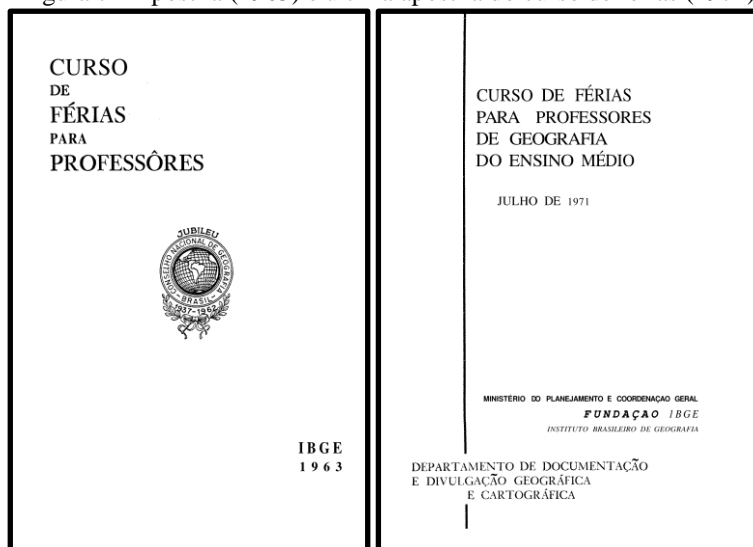 CURSO
DE
FÉRIAS
PARA
PROFESSÔRES
JUBILEU
CONSELHO NACIONAL DE GEOGRAFIA
- BRASIL -
1937-1962
IBGE
1963
CURSO DE FÉRIAS
PARA PROFESSORES
DE GEOGRAFIA
DO ENSINO MÉDIO
JULHO DE 1971
MINISTÉRIO DO PLANEJAMENTO E COORDENAÇAO GERAL
FUNDAÇAO IBGE
INSTITUTO BRASILEIRO DE GEOGRAFIA
DEPARTAMENTO DE DOCUMENTAÇÃO
E DIVULGAÇÃO GEOGRÁFICA
E CARTOGRÁFICA